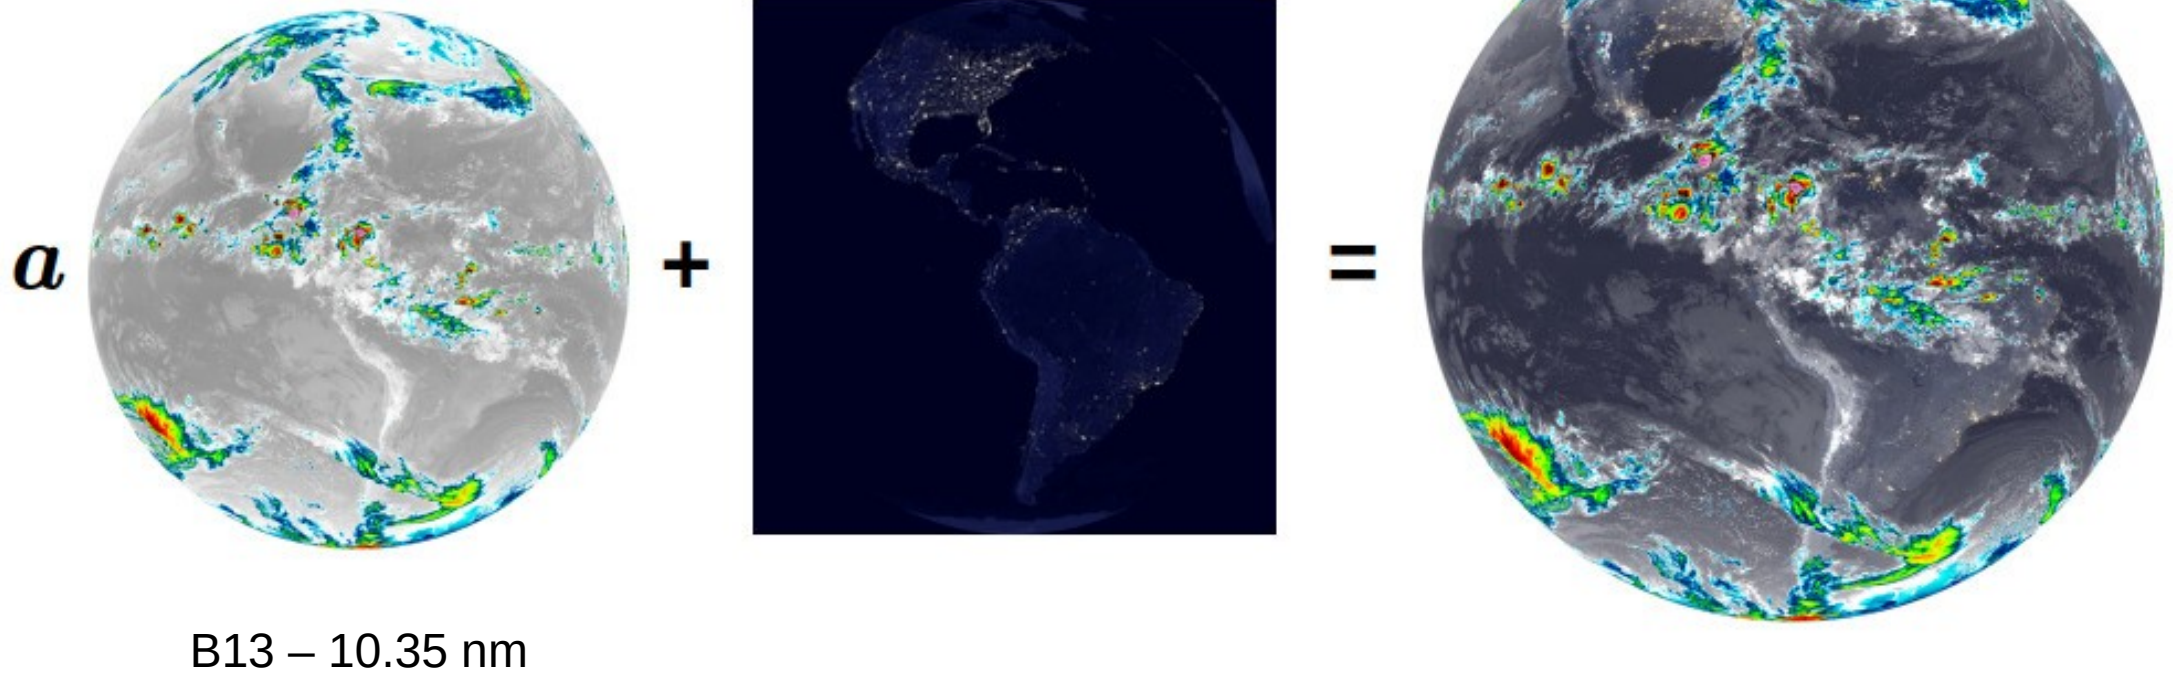 a + =
B13 – 10.35 nm